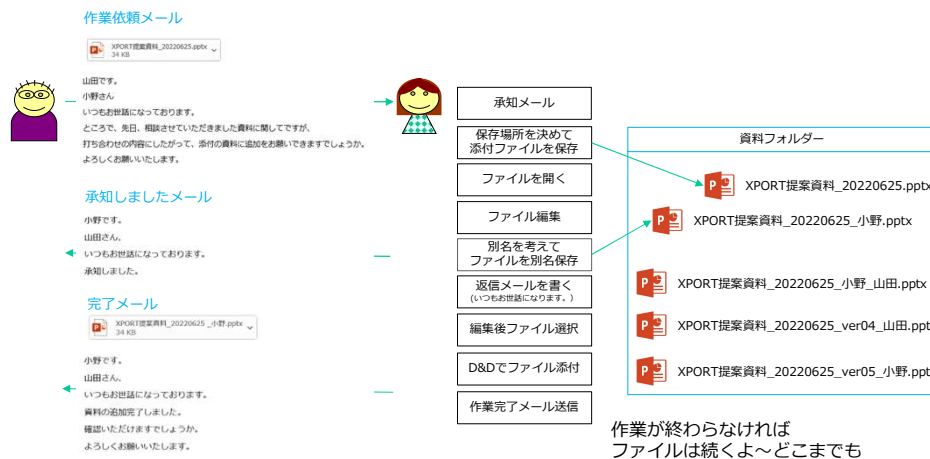 作業依頼メール
XPORT提案資料_20220625.pptx
34 KB
山田です。
小野さん
いつもお世話になっております。
ところで、先日、相談させていただきました資料に関してですが、
打ち合わせの内容にしたがって、添付の資料に追加をお願いできますでしょうか。
よろしくお願いいたします。
承知しましたメール
小野です。
山田さん、
いつもお世話になっております。
承知しました。
完了メール
XPORT提案資料_20220625 _小野.pptx
34 KB
小野です。
山田さん、
いつもお世話になっております。
資料の追加完了しました。
確認いただけますでしょうか。
よろしくお願いいたします。
承知メール
保存場所を決めて
添付ファイルを保存
ファイルを開く
ファイル編集
別名を考えて
ファイルを別名保存
返信メールを書く
(いつもお世話になります。)
編集後ファイル選択
D&Dでファイル添付
作業完了メール送信
資料フォルダー
XPORT提案資料_20220625.pptx
XPORT提案資料_20220625_小野.pptx
XPORT提案資料_20220625_小野_山田.pptx
XPORT提案資料_20220625_ver04_山田.ppt
XPORT提案資料_20220625_ver05_小野.ppt
作業が終わらなければ
ファイルは続くよ～どこまでも